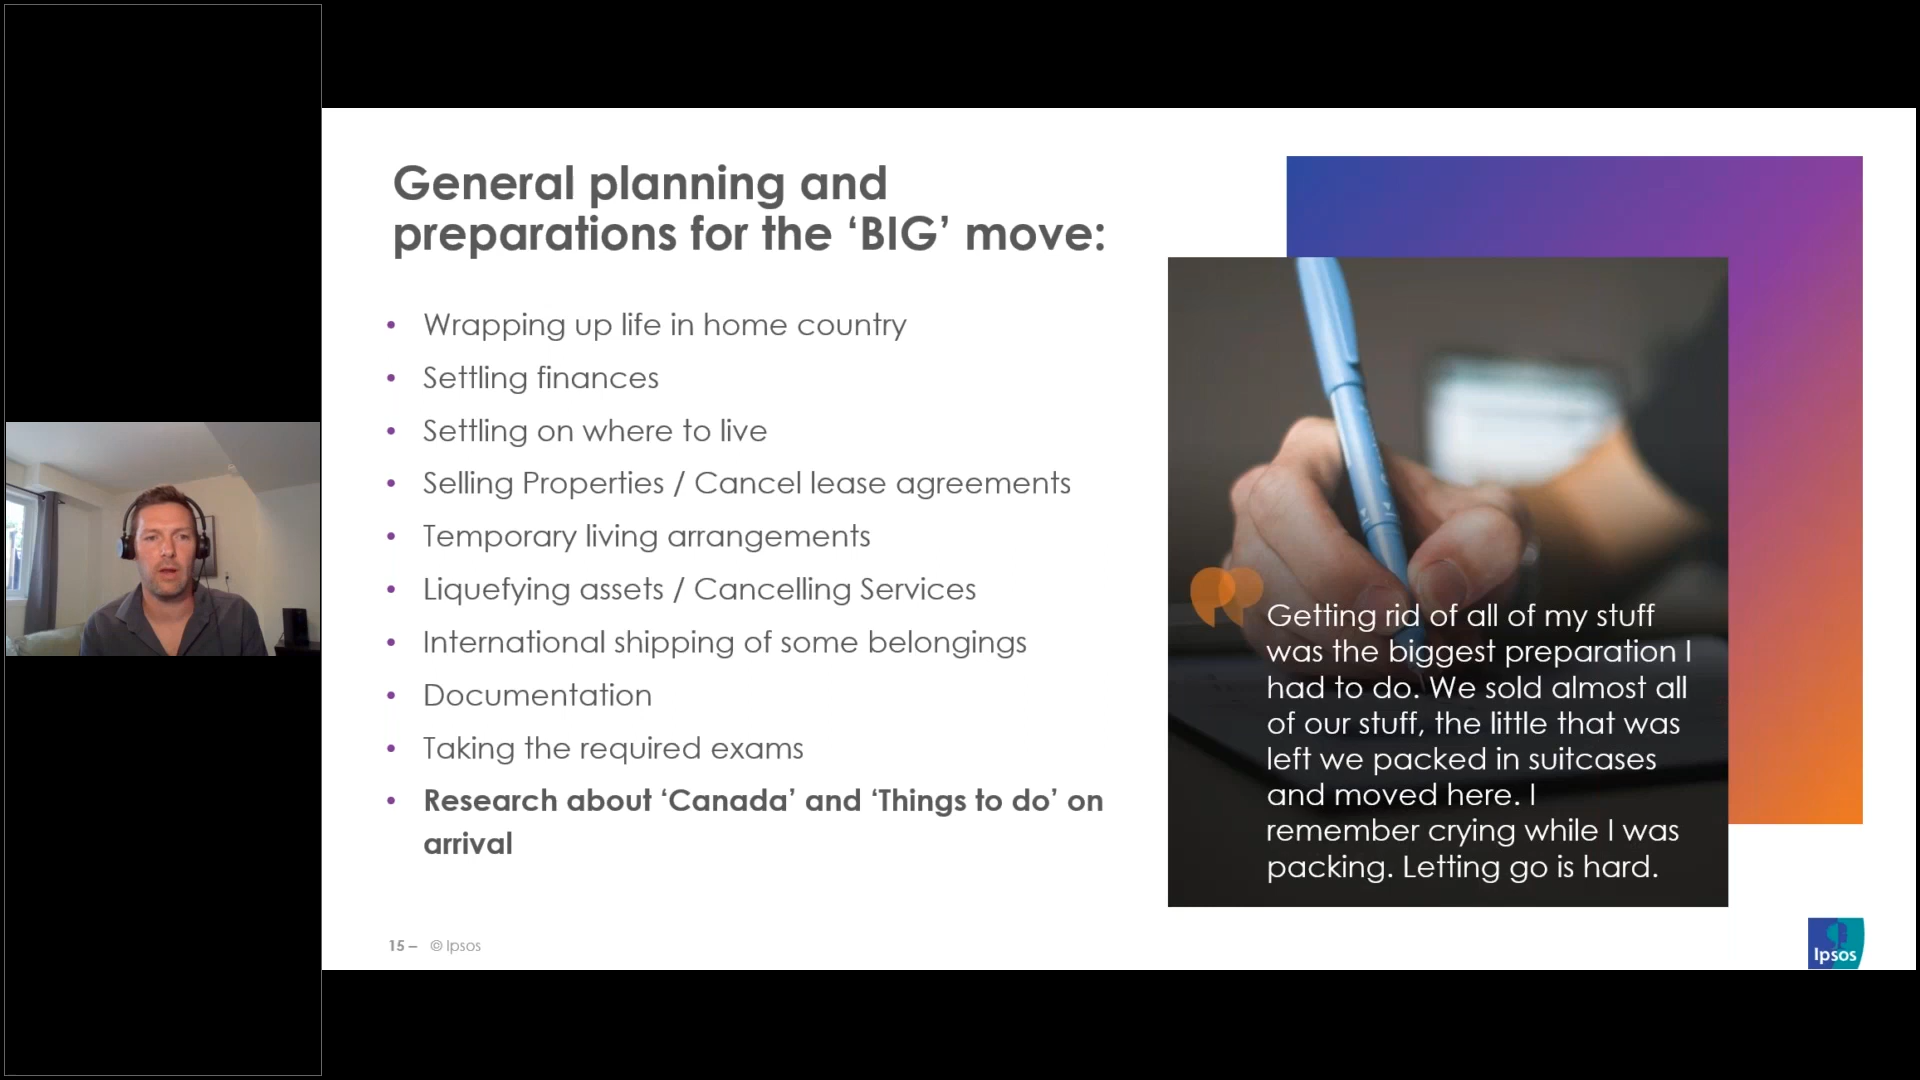 General planning and
preparations for the ‘BIG’ move:
• Wrapping up life in home country
• Settling finances
• Settling on where to live
• Selling Properties / Cancel lease agreements
• Temporary living arrangements
• Liquefying assets / Cancelling Services
• International shipping of some belongings
• Documentation
• Taking the required exams
• Research about ‘Canada’ and ‘Things to do’ on
arrival
Getting rid of all of my stuff
was the biggest preparation I
had to do. We sold almost all
of our stuff, the little that was
left we packed in suitcases
and moved here. I
remember crying while I was
packing. Letting go is hard.
15 – © Ipsos
Ipsos